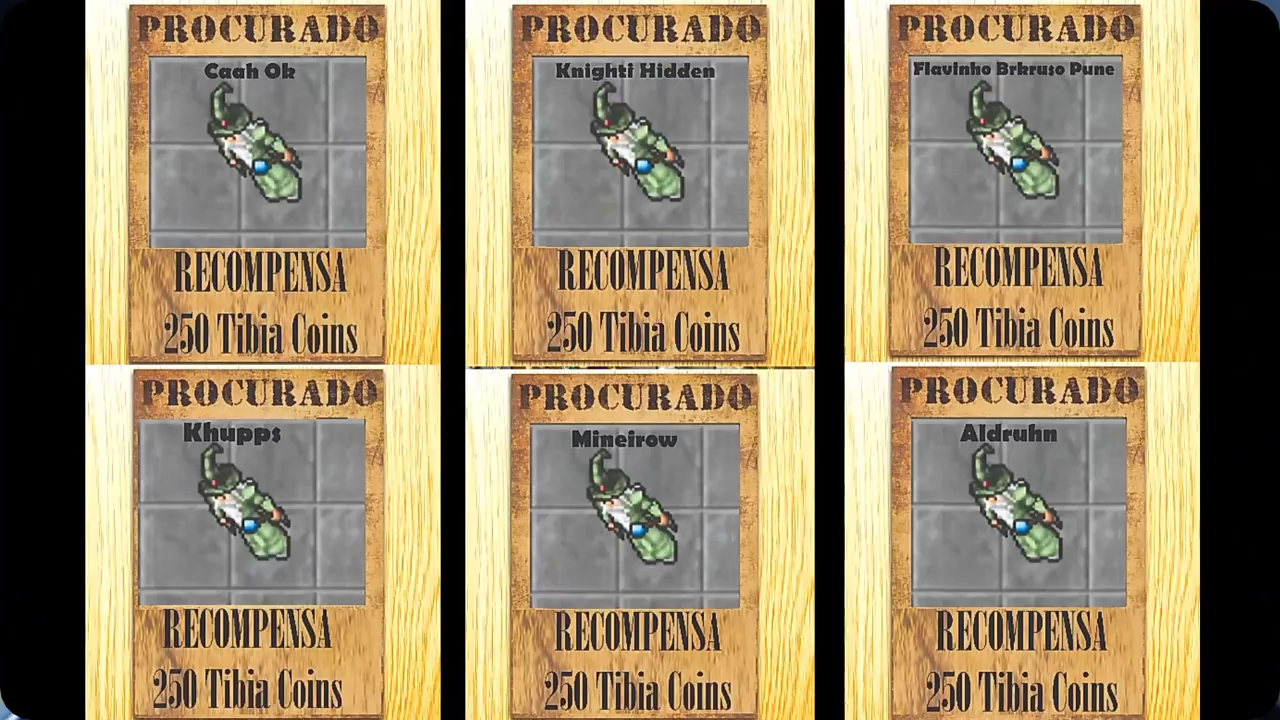 PROCURADO
Caah Ok
RECOMPENSA
250 Tibia Coins
PROCURADO
Knighti Hidden
RECOMPENSA
250 Tibia Coins
PROCURADO
Flavinho Brkruso Pune
RECOMPENSA
250 Tibia Coins
PROCURADO
Khupps
RECOMPENSA
250 Tibia Coins
PROCURADO
Mineirow
RECOMPENSA
250 Tibia Coins
PROCURADO
Aldruhn
RECOMPENSA
250 Tibia Coins